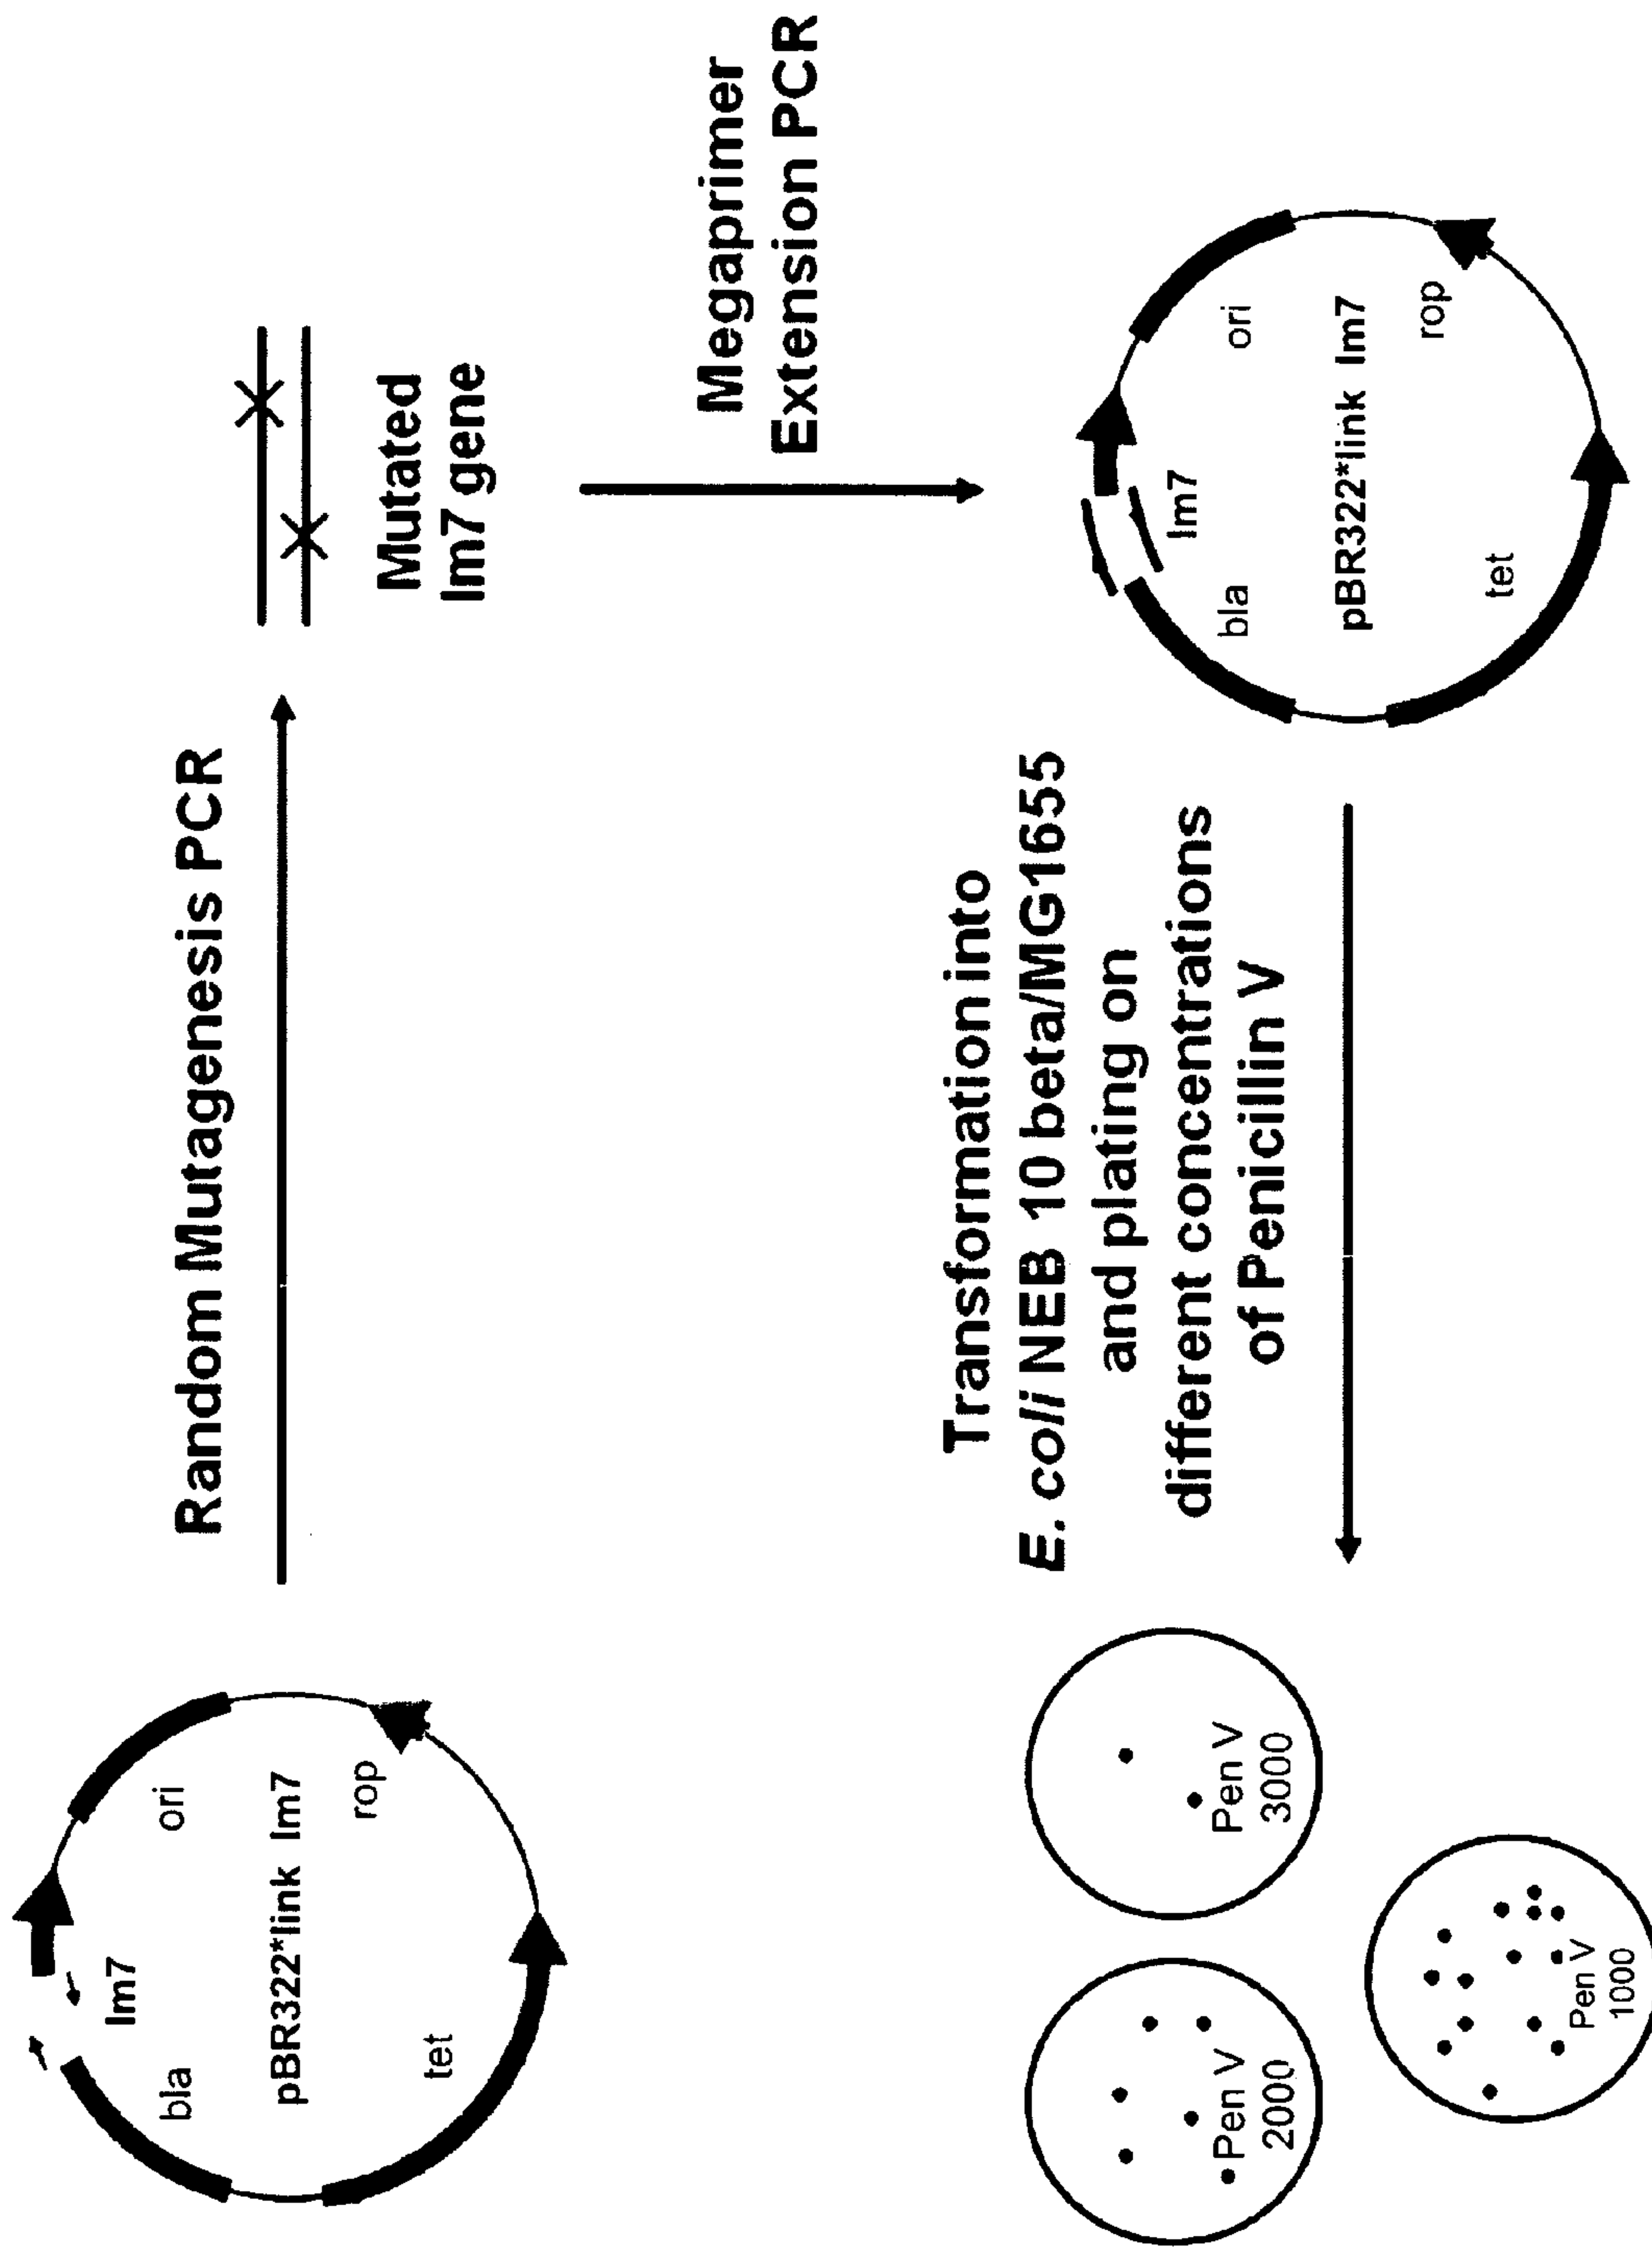 Im7
bla
ori
pBR322*link Im7
tet
rop
Random Mutagenesis PCR
Mutated
Im7 gene
Megaprimer
Extension PCR
Im7
bla
ori
pBR322*link Im7
tet
rop
Transformation into
E. coli NEB 10 beta/MG1655
and plating on
different concentrations
of Penicillin V
Pen V
2000
Pen V
3000
Pen V
1000